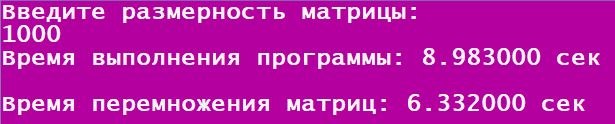 Введите размерность матрицы:
1000
Время выполнения программы: 8.983000 сек
Время перемножения матриц: 6.332000 сек